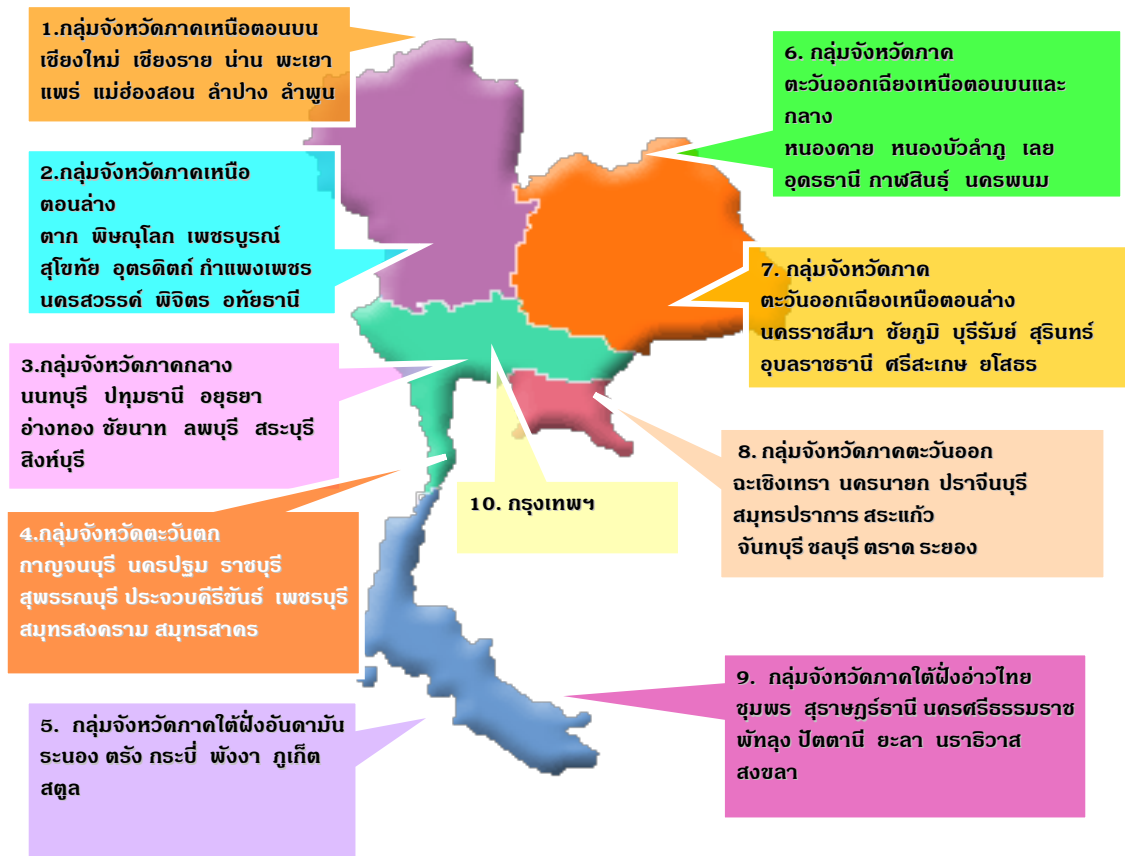 1.กลุ่มจังหวัดภาคเหนือตอนบน
เชียงใหม่ เชียงราย น่าน พะเยา
แพร่ แม่ฮ่องสอน ลำปาง ลำพูน
2.กลุ่มจังหวัดภาคเหนือ
ตอนล่าง
ตาก พิษณุโลก เพชรบูรณ์
สุโขทัย อุตรดิตถ์ กำแพงเพชร
นครสวรรค์ พิจิตร อทัยธานี
3.กลุ่มจังหวัดภาคกลาง
นนทบุรี ปทุมธานี อยุธยา
อ่างทอง ชัยนาท ลพบุรี สระบุรี
สิงห์บุรี
4.กลุ่มจังหวัดตะวันตก
กาญจนบุรี นครปฐม ราชบุรี
สุพรรณบุรี ประจวบคีรีขันธ์ เพชรบุรี
สมุทรสงคราม สมุทรสาคร
5. กลุ่มจังหวัดภาคใต้ฝั่งอันดามัน
ระนอง ตรัง กระบี่ พังงา ภูเก็ต
สตูล
6. กลุ่มจังหวัดภาค
ตะวันออกเฉียงเหนือตอนบนและ
กลาง
หนองคาย หนองบัวลำภู เลย
อุดรธานี กาฬสินธุ์ นครพนม
7. กลุ่มจังหวัดภาค
ตะวันออกเฉียงเหนือตอนล่าง
นครราชสีมา ชัยภูมิ บุรีรัมย์ สุรินทร์
อุบลราชธานี ศรีสะเกษ ยโสธร
8. กลุ่มจังหวัดภาคตะวันออก
ฉะเชิงเทรา นครนายก ปราจีนบุรี
สมุทรปราการ สระแก้ว
จันทบุรี ชลบุรี ตราด ระยอง
9. กลุ่มจังหวัดภาคใต้ฝั่งอ่าวไทย
ชุมพร สุราษฏร์ธานี นครศรีธรรมราช
พัทลุง ปัตตานี ยะลา นราธิวาส
สงขลา
10. กรุงเทพฯ